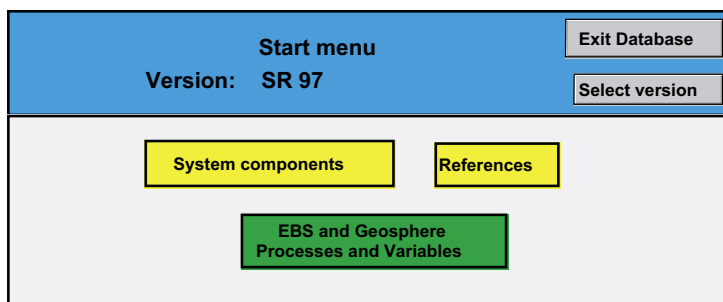 Start menu
Exit Database
Version: SR 97
Select version
System components
References
EBS and Geosphere
Processes and Variables